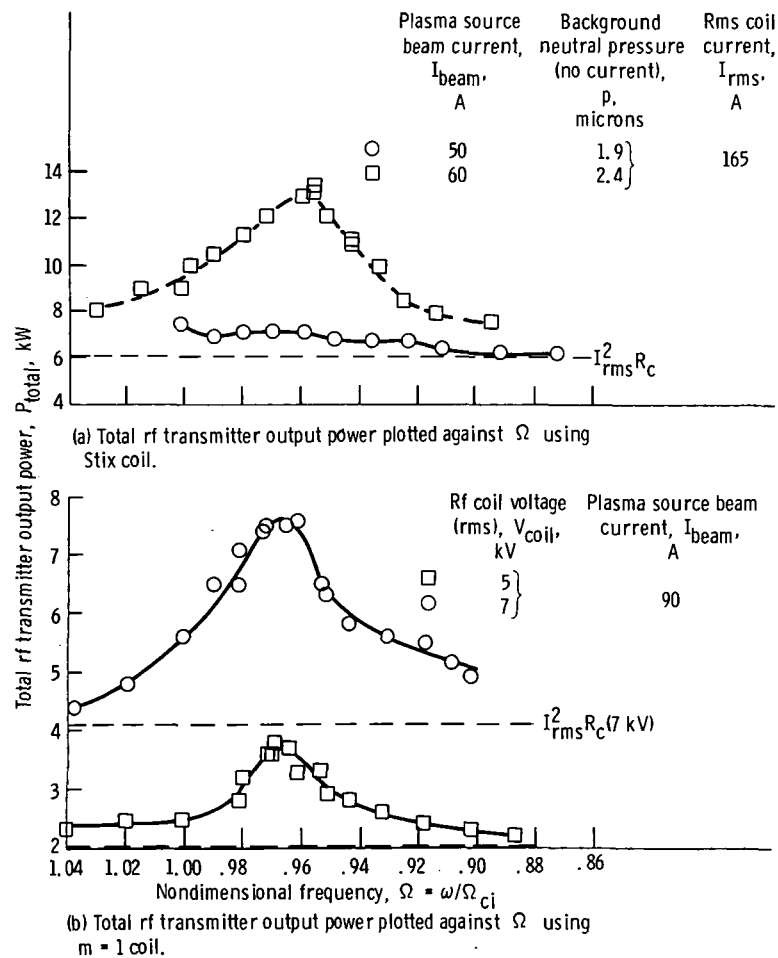 Plasma source Background Rms coil
beam current, neutral pressure current,
I_beam, (no current), I_rms,
A p, A
microns
50 1.9 165
60 2.4
14
12
10
8
6
4
I²_rms R_c
(a) Total rf transmitter output power plotted against Ω using
Stix coil.
Total rf transmitter output power, P_total, kW
8
7
6
5
4
3
2
Rf coil voltage Plasma source beam
(rms), V_coil, current, I_beam,
kV A
5 90
7
I²_rms R_c (7 kV)
1.04 1.02 1.00 .98 .96 .94 .92 .90 .88 .86
Nondimensional frequency, Ω = ω/Ω_ci
(b) Total rf transmitter output power plotted against Ω using
m = 1 coil.